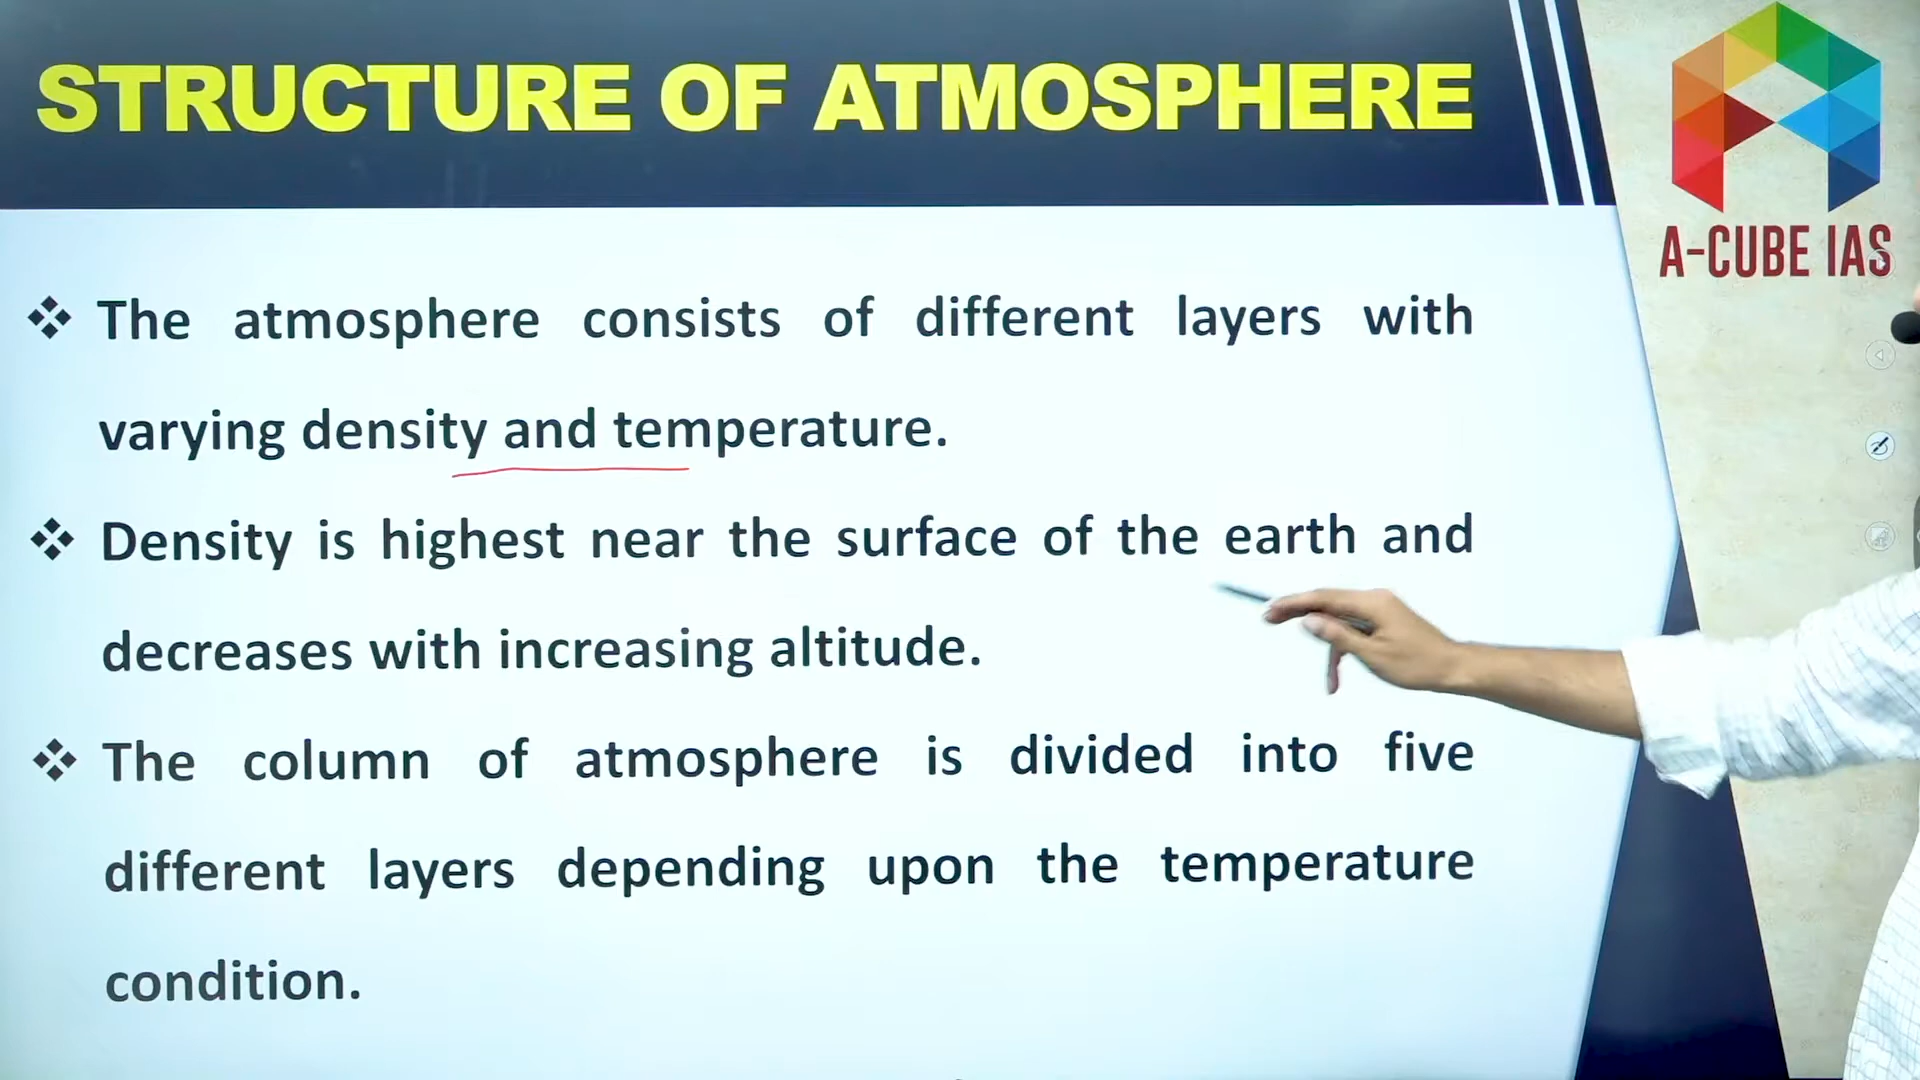 STRUCTURE OF ATMOSPHERE
A-CUBE IAS
❖ The atmosphere consists of different layers with
varying density and temperature.
❖ Density is highest near the surface of the earth and
decreases with increasing altitude.
❖ The column of atmosphere is divided into five
different layers depending upon the temperature
condition.